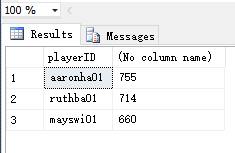 100 %
Results Messages
playerID (No column name)
1 aaronha01 755
2 ruthba01 714
3 mayswi01 660